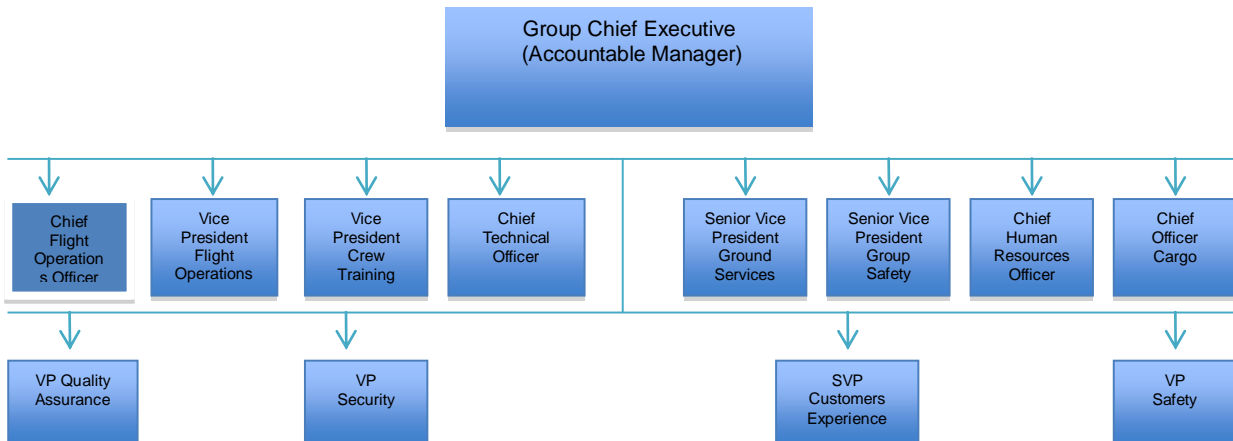 Group Chief Executive
(Accountable Manager)
Chief
Flight
Operation
s Officer
Vice
President
Flight
Operations
Vice
President
Crew
Training
Chief
Technical
Officer
Senior Vice
President
Ground
Services
Senior Vice
President
Group
Safety
Chief
Human
Resources
Officer
Chief
Officer
Cargo
VP Quality
Assurance
VP
Security
SVP
Customers
Experience
VP
Safety